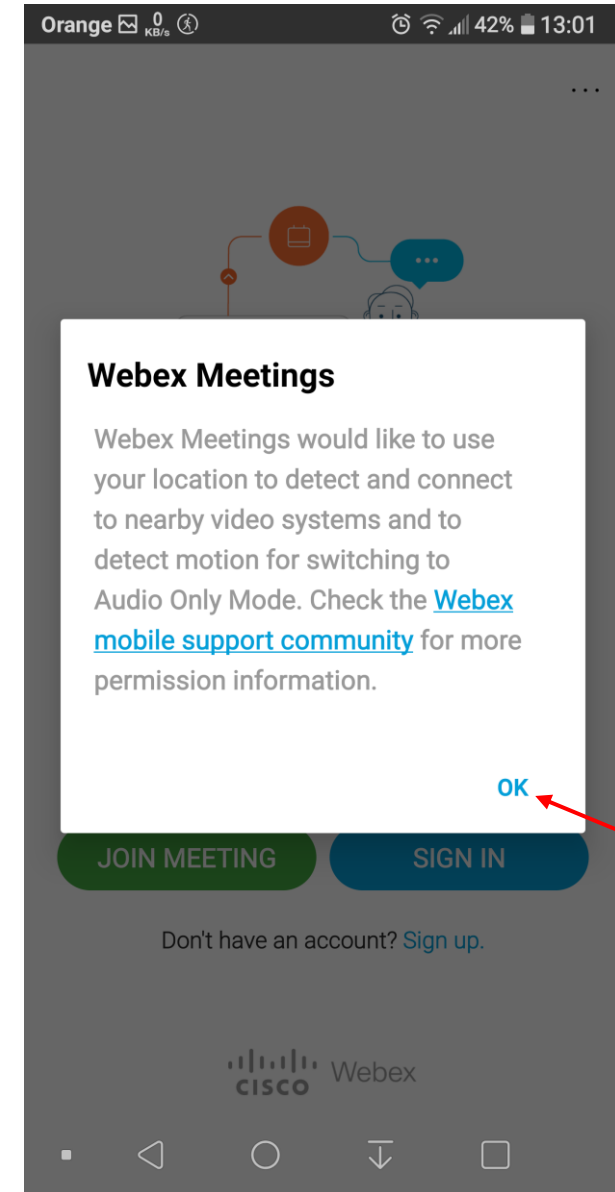 Orange 0 KB/s 42% 13:01
...
Webex Meetings
Webex Meetings would like to use
your location to detect and connect
to nearby video systems and to
detect motion for switching to
Audio Only Mode. Check the Webex
mobile support community for more
permission information.
OK
JOIN MEETING SIGN IN
Don't have an account? Sign up.
CISCO Webex